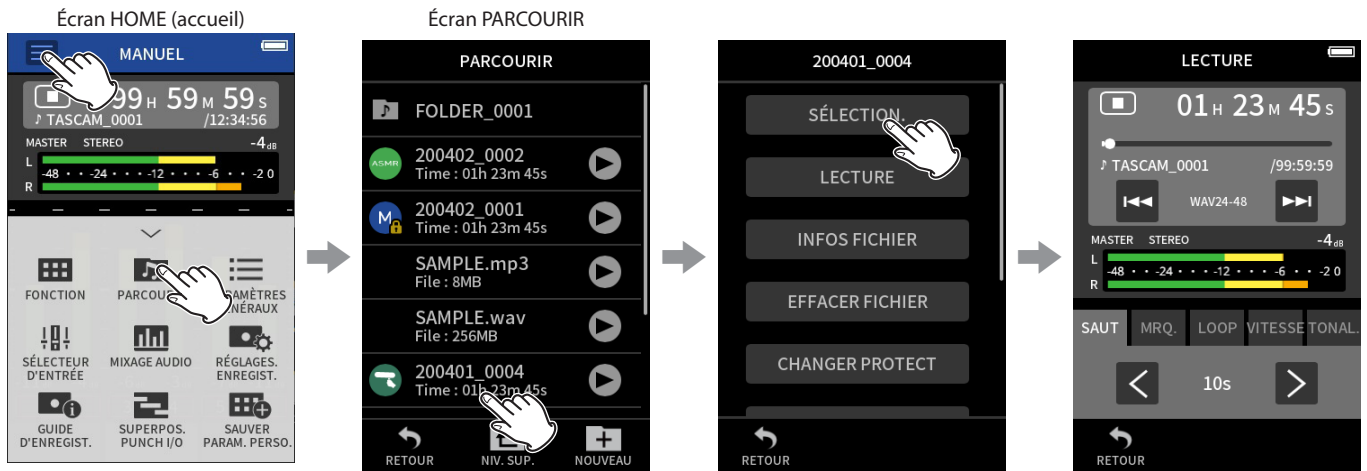 Écran HOME (accueil)
MANUEL
99 H 59 M 59 S
♪ TASCAM_0001 /12:34:56
MASTER STEREO -4 dB
L
-48 · · -24 · · · -12 · · · -6 · · -2 0
R
FONCTION
SÉLECTEUR
D'ENTRÉE
MIXAGE AUDIO
RÉGLAGES.
ENREGIST.
GUIDE
D'ENREGIST.
SUPERPOS.
PUNCH I/O
SAUVER
PARAM. PERSO.
Écran PARCOURIR
PARCOURIR
FOLDER_0001
ASMR
200402_0002
Time : 01h 23m 45s
M
200402_0001
Time : 01h 23m 45s
SAMPLE.mp3
File : 8MB
SAMPLE.wav
File : 256MB
200401_0004
Time : 01h 23m 45s
RETOUR
NIV. SUP.
NOUVEAU
200401_0004
SÉLECTION.
LECTURE
INFOS FICHIER
EFFACER FICHIER
CHANGER PROTECT
RETOUR
LECTURE
01 H 23 M 45 S
♪ TASCAM_0001 /99:59:59
WAV24-48
MASTER STEREO -4 dB
L
-48 · · -24 · · · -12 · · · -6 · · -2 0
R
SAUT MRQ. LOOP VITESSE TONAL.
10s
RETOUR